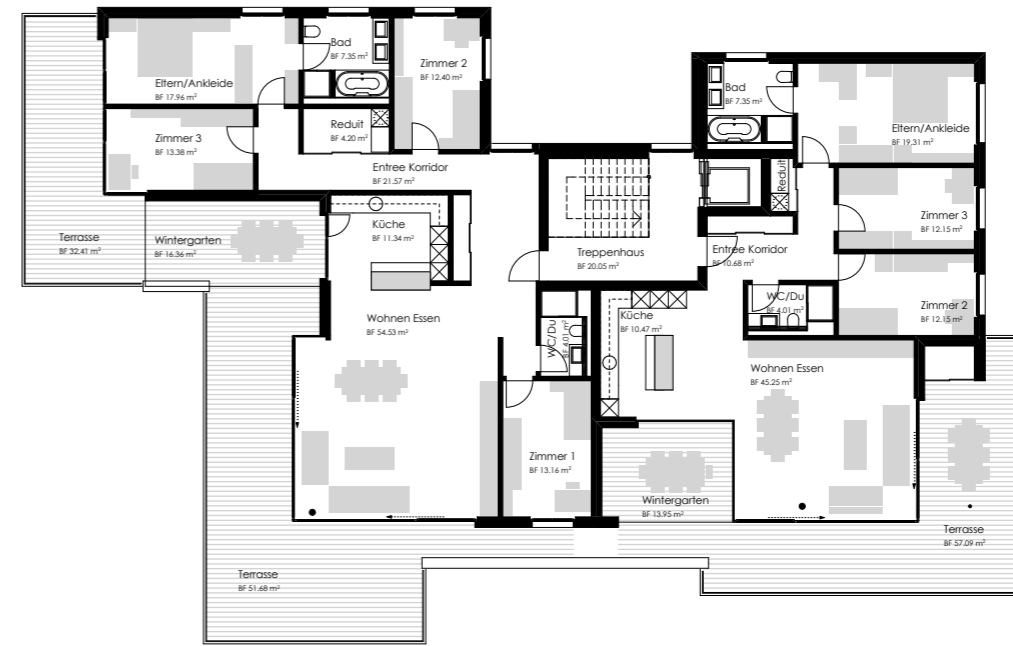 Bad
BF 7.35 m²
Zimmer 2
BF 12.40 m²
Eltern/Ankleide
BF 17.96 m²
Zimmer 3
BF 13.38 m²
Reduit
BF 4.20 m²
Entree Korridor
BF 21.57 m²
Terrasse
BF 32.41 m²
Wintergarten
BF 16.36 m²
Küche
BF 11.34 m²
Wohnen Essen
BF 54.53 m²
WC/Du
BF 4.01 m²
Zimmer 1
BF 13.16 m²
Terrasse
BF 51.68 m²
Treppenhaus
BF 20.05 m²
Bad
BF 7.35 m²
Eltern/Ankleide
BF 19.31 m²
Reduit
Zimmer 3
BF 12.15 m²
Entree Korridor
BF 10.68 m²
WC/Du
BF 4.01 m²
Zimmer 2
BF 12.15 m²
Küche
BF 10.47 m²
Wohnen Essen
BF 45.25 m²
Wintergarten
BF 13.95 m²
Terrasse
BF 57.09 m²